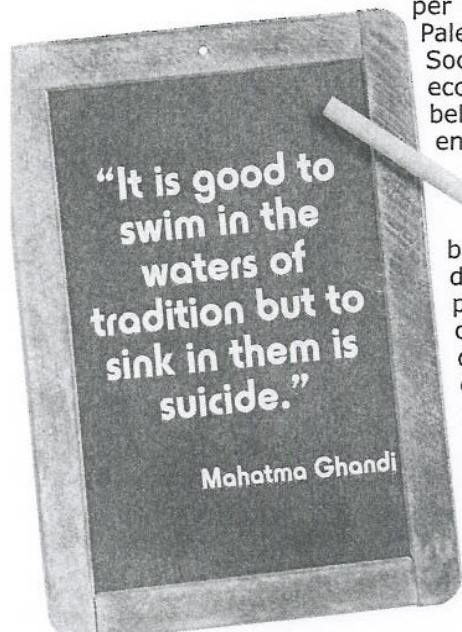 per
“It is good to
swim in the
waters of
tradition but to
sink in them is
suicide.”
Mahatma Ghandi